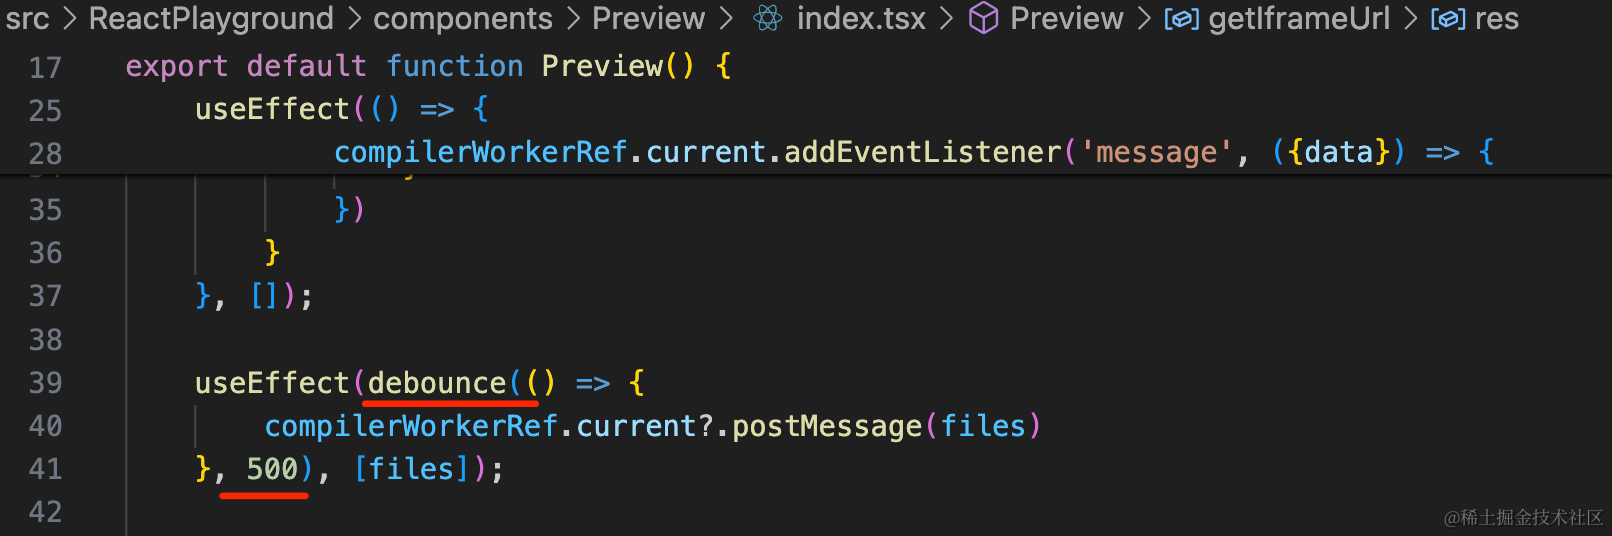 src > ReactPlayground > components > Preview > index.tsx > Preview > getIframeUrl > res
17 export default function Preview() {
25 useEffect(() => {
28 compilerWorkerRef.current.addEventListener('message', ({data}) => {
35 })
36 }
37 }, []);
38
39 useEffect(debounce(() => {
40 compilerWorkerRef.current?.postMessage(files)
41 }, 500), [files]);
42
@稀土掘金技术社区